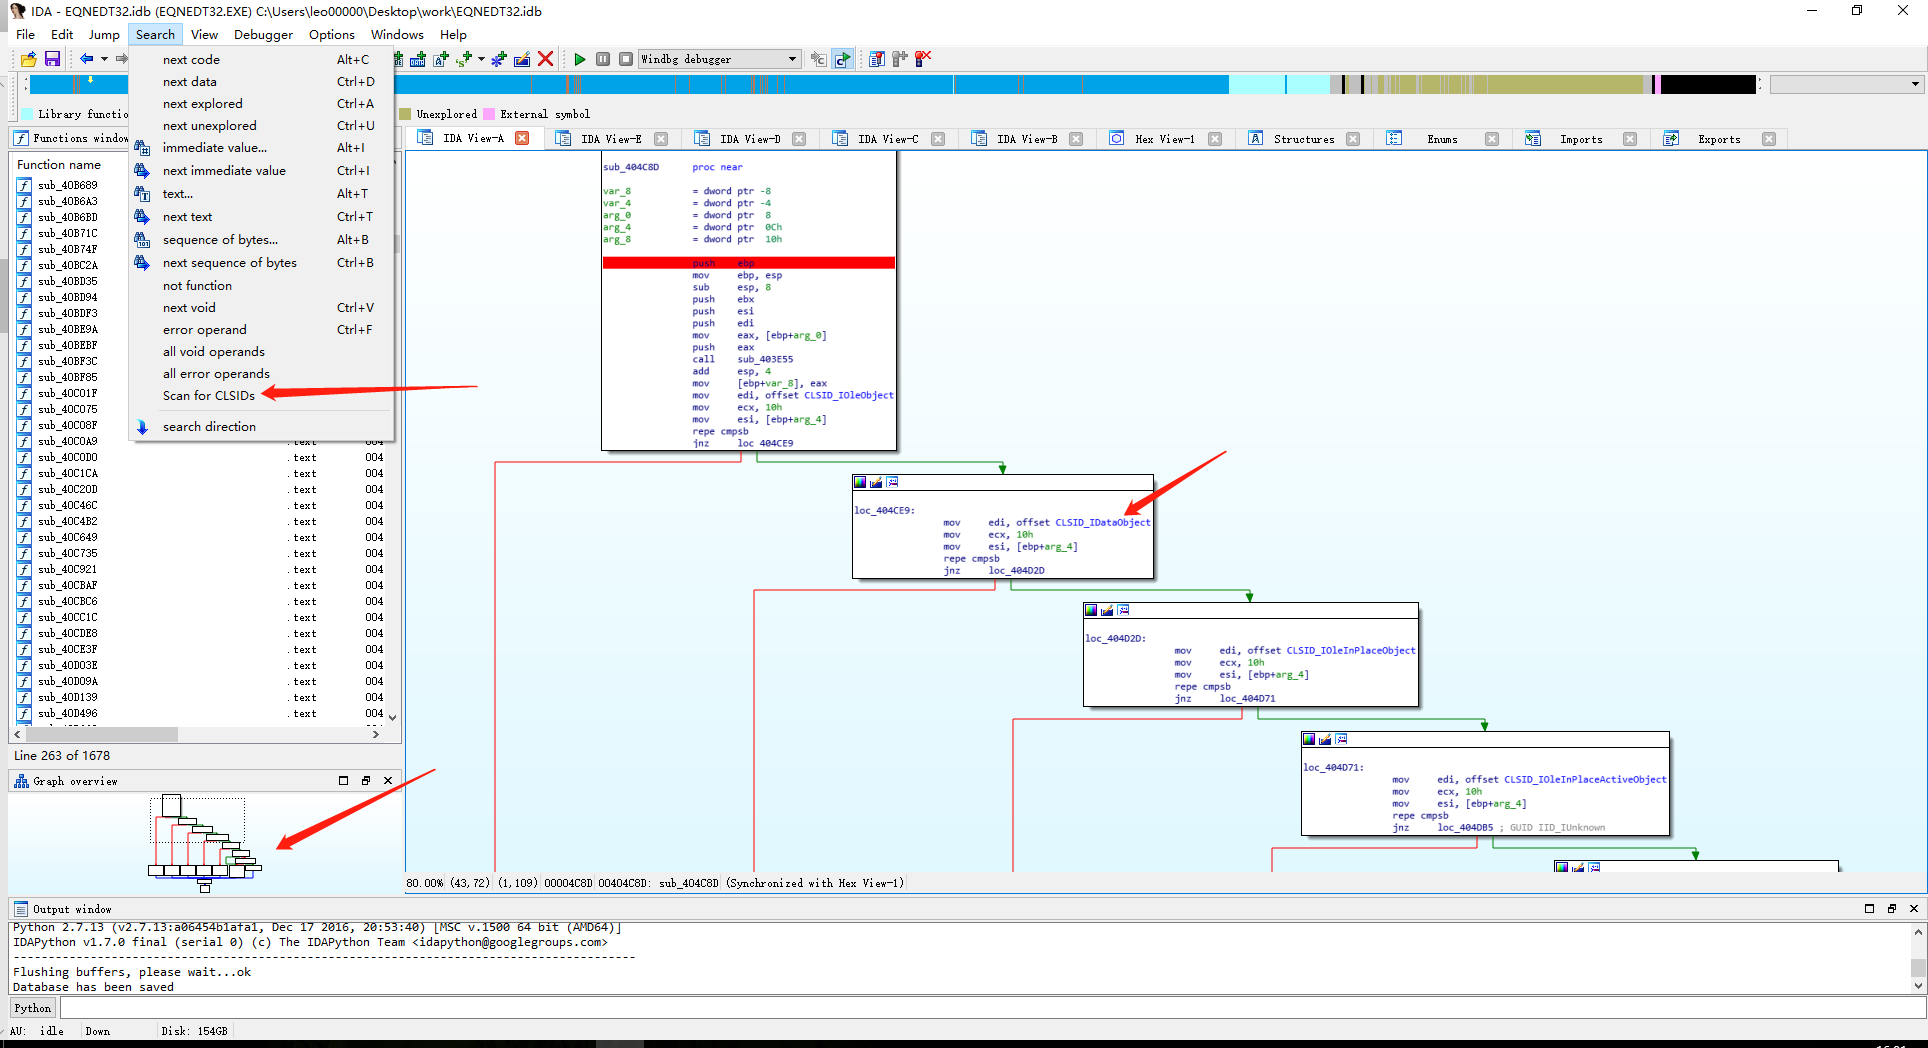 IDA - EQNEDT32.idb (EQNEDT32.EXE) C:\Users\leo00000\Desktop\work\EQNEDT32.idb
File Edit Jump Search View Debugger Options Windows Help
Windbg debugger
next code Alt+C
next data Ctrl+D
next explored Ctrl+A
next unexplored Ctrl+U
immediate value... Alt+I
next immediate value Ctrl+I
text... Alt+T
next text Ctrl+T
sequence of bytes... Alt+B
next sequence of bytes Ctrl+B
not function
next void Ctrl+V
error operand Ctrl+F
all void operands
all error operands
Scan for CLSIDs
search direction
Library functio
Unexplored External symbol
Functions window
IDA View-A IDA View-E IDA View-D IDA View-C IDA View-B Hex View-1 Structures Enums Imports Exports
Function name
sub_40B689
sub_40B6A3
sub_40B6BD
sub_40B71C
sub_40B74F
sub_40BC2A
sub_40BD35
sub_40BD94
sub_40BDF3
sub_40BE9A
sub_40BEBF
sub_40BF3C
sub_40BF85
sub_40C01F
sub_40C075
sub_40C08F
sub_40C0A9 .text 004
sub_40C0D0 .text 004
sub_40C1CA .text 004
sub_40C20D .text 004
sub_40C46C .text 004
sub_40C4B2 .text 004
sub_40C649 .text 004
sub_40C735 .text 004
sub_40C921 .text 004
sub_40CBAF .text 004
sub_40CBC6 .text 004
sub_40CC1C .text 004
sub_40CDE8 .text 004
sub_40CE3F .text 004
sub_40D03E .text 004
sub_40D09A .text 004
sub_40D139 .text 004
sub_40D496 .text 004
Line 263 of 1678
Graph overview
sub_404C8D proc near
var_8 = dword ptr -8
var_4 = dword ptr -4
arg_0 = dword ptr 8
arg_4 = dword ptr 0Ch
arg_8 = dword ptr 10h
push ebp
mov ebp, esp
sub esp, 8
push ebx
push esi
push edi
mov eax, [ebp+arg_0]
push eax
call sub_403E55
add esp, 4
mov [ebp+var_8], eax
mov edi, offset CLSID_IOleObject
mov ecx, 10h
mov esi, [ebp+arg_4]
repe cmpsb
jnz loc_404CE9
loc_404CE9:
mov edi, offset CLSID_IDataObject
mov ecx, 10h
mov esi, [ebp+arg_4]
repe cmpsb
jnz loc_404D2D
loc_404D2D:
mov edi, offset CLSID_IOleInPlaceObject
mov ecx, 10h
mov esi, [ebp+arg_4]
repe cmpsb
jnz loc_404D71
loc_404D71:
mov edi, offset CLSID_IOleInPlaceActiveObject
mov ecx, 10h
mov esi, [ebp+arg_4]
repe cmpsb
jnz loc_404DB5 ; GUID IID_IUnknown
80.00% (43,72) (1,109) 00004C8D 00404C8D: sub_404C8D (Synchronized with Hex View-1)
Output window
Python 2.7.13 (v2.7.13:a06454b1afa1, Dec 17 2016, 20:53:40) [MSC v.1500 64 bit (AMD64)]
IDAPython v1.7.0 final (serial 0) (c) The IDAPython Team <idapython@googlegroups.com>
---------------------------------------------------------------------------------------
Flushing buffers, please wait...ok
Database has been saved
Python
AU: idle Down Disk: 154GB